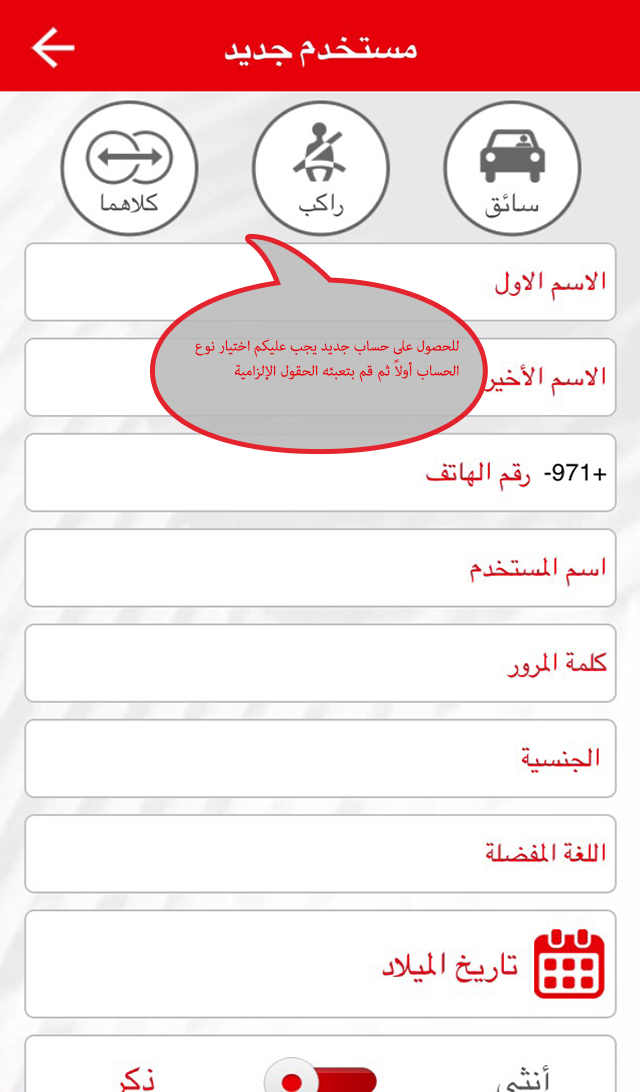 مستخدم جديد
سائق
راكب
كلاهما
الاسم الاول
للحصول على حساب جديد يجب عليكم اختيار نوع
الحساب أولاً ثم قم بتعبئه الحقول الإلزامية
الاسم الأخير
+971- رقم الهاتف
اسم المستخدم
كلمة المرور
الجنسية
اللغة المفضلة
تاريخ الميلاد
أنثى
ذكر